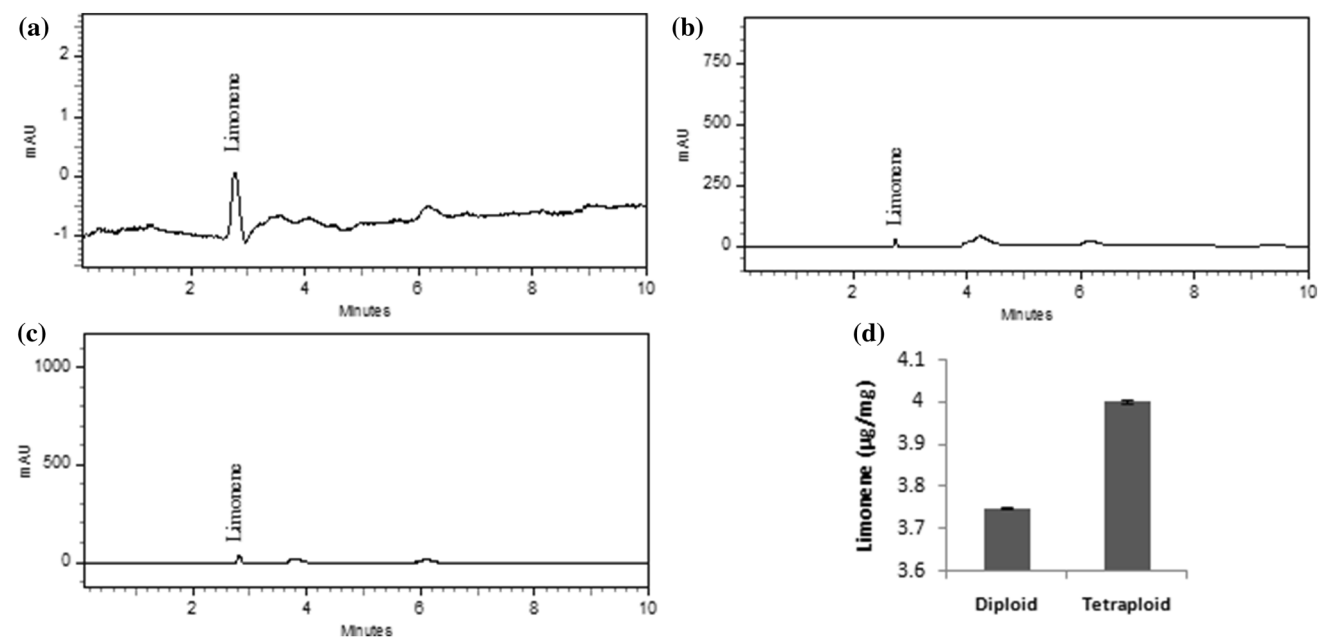 (a)
2
1
0
-1
mAU
Limonene
2 4 6 8 10
Minutes
(b)
750
500
250
0
mAU
Limonene
2 4 6 8 10
Minutes
(c)
1000
500
0
mAU
Limonene
2 4 6 8 10
Minutes
(d)
4.1
4
3.9
3.8
3.7
3.6
Limonene (µg/mg)
Diploid Tetraploid